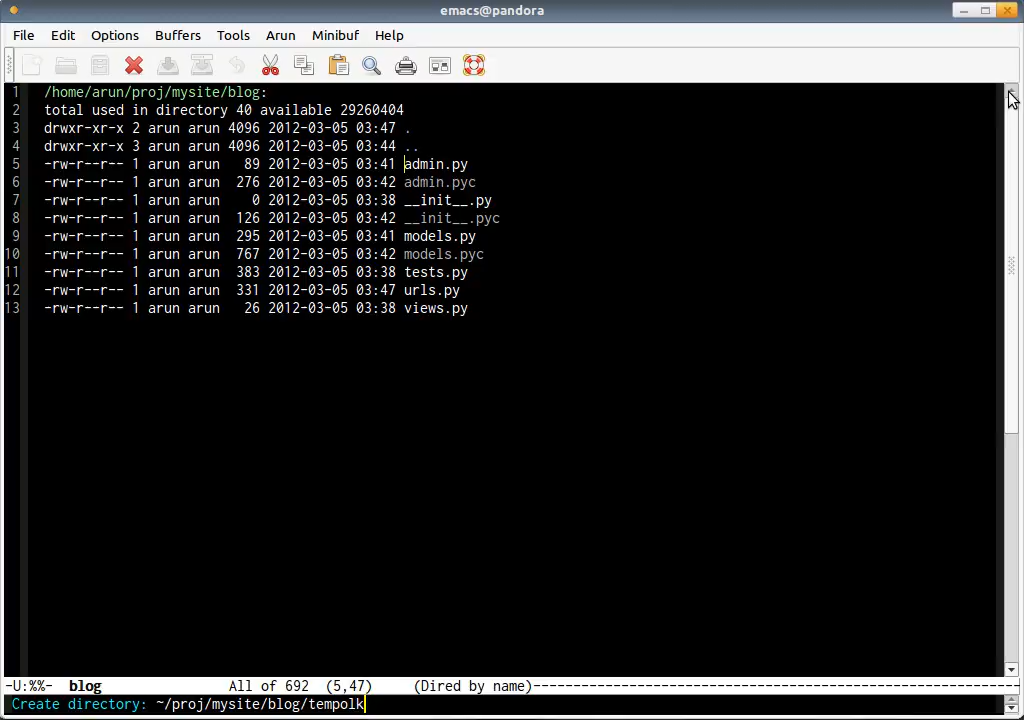 emacs@pandora
File Edit Options Buffers Tools Arun Minibuf Help
1 /home/arun/proj/mysite/blog:
2 total used in directory 40 available 29260404
3 drwxr-xr-x 2 arun arun 4096 2012-03-05 03:47 .
4 drwxr-xr-x 3 arun arun 4096 2012-03-05 03:44 ..
5 -rw-r--r-- 1 arun arun   89 2012-03-05 03:41 admin.py
6 -rw-r--r-- 1 arun arun  276 2012-03-05 03:42 admin.pyc
7 -rw-r--r-- 1 arun arun    0 2012-03-05 03:38 __init__.py
8 -rw-r--r-- 1 arun arun  126 2012-03-05 03:42 __init__.pyc
9 -rw-r--r-- 1 arun arun  295 2012-03-05 03:41 models.py
10 -rw-r--r-- 1 arun arun  767 2012-03-05 03:42 models.pyc
11 -rw-r--r-- 1 arun arun  383 2012-03-05 03:38 tests.py
12 -rw-r--r-- 1 arun arun  331 2012-03-05 03:47 urls.py
13 -rw-r--r-- 1 arun arun   26 2012-03-05 03:38 views.py
-U:%%-  blog                All of 692  (5,47)     (Dired by name)-------------------------------------------------------------
Create directory: ~/proj/mysite/blog/tempolk